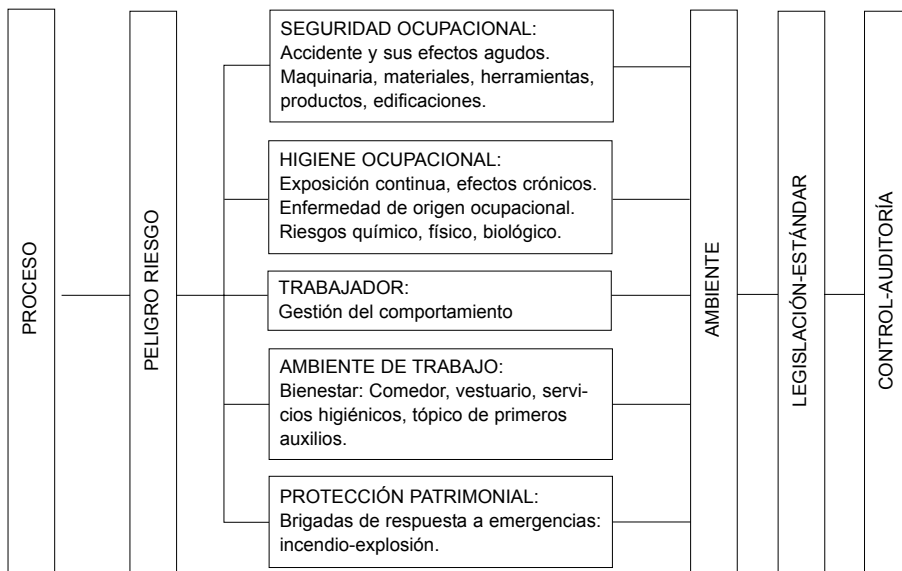 PROCESO
PELIGRO RIESGO
SEGURIDAD OCUPACIONAL:
Accidente y sus efectos agudos.
Maquinaria, materiales, herramientas,
productos, edificaciones.
HIGIENE OCUPACIONAL:
Exposición continua, efectos crónicos.
Enfermedad de origen ocupacional.
Riesgos químico, físico, biológico.
TRABAJADOR:
Gestión del comportamiento
AMBIENTE DE TRABAJO:
Bienestar: Comedor, vestuario, servi-
cios higiénicos, tópico de primeros
auxilios.
PROTECCIÓN PATRIMONIAL:
Brigadas de respuesta a emergencias:
incendio-explosión.
AMBIENTE
LEGISLACIÓN-ESTÁNDAR
CONTROL-AUDITORÍA